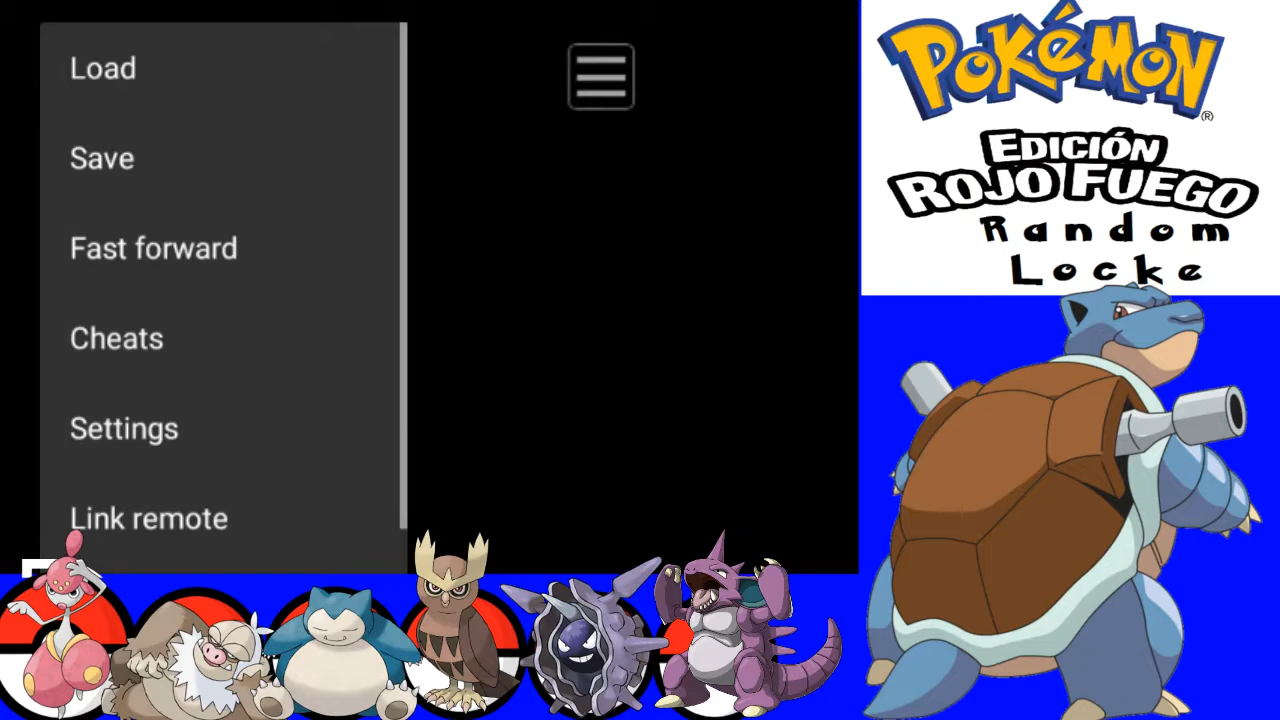 Load
Save
Fast forward
Cheats
Settings
Link remote
POKéMON
®
EDICIÓN
ROJO FUEGO
Random
Locke